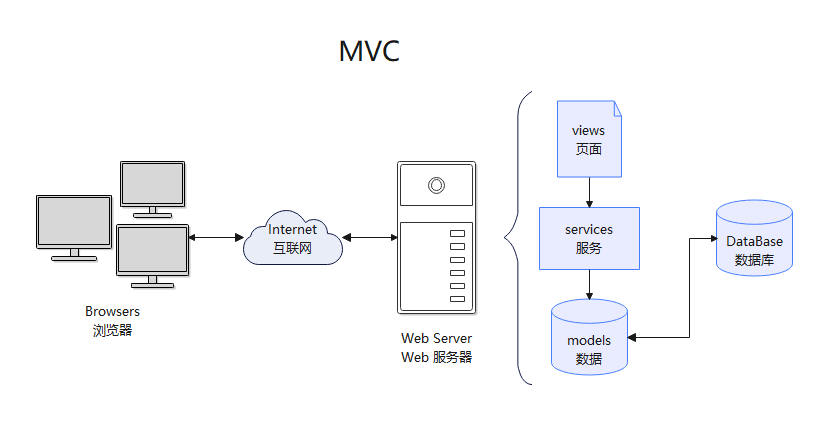 MVC
Browsers
浏览器
Internet
互联网
Web Server
Web 服务器
views
页面
services
服务
models
数据
DataBase
数据库